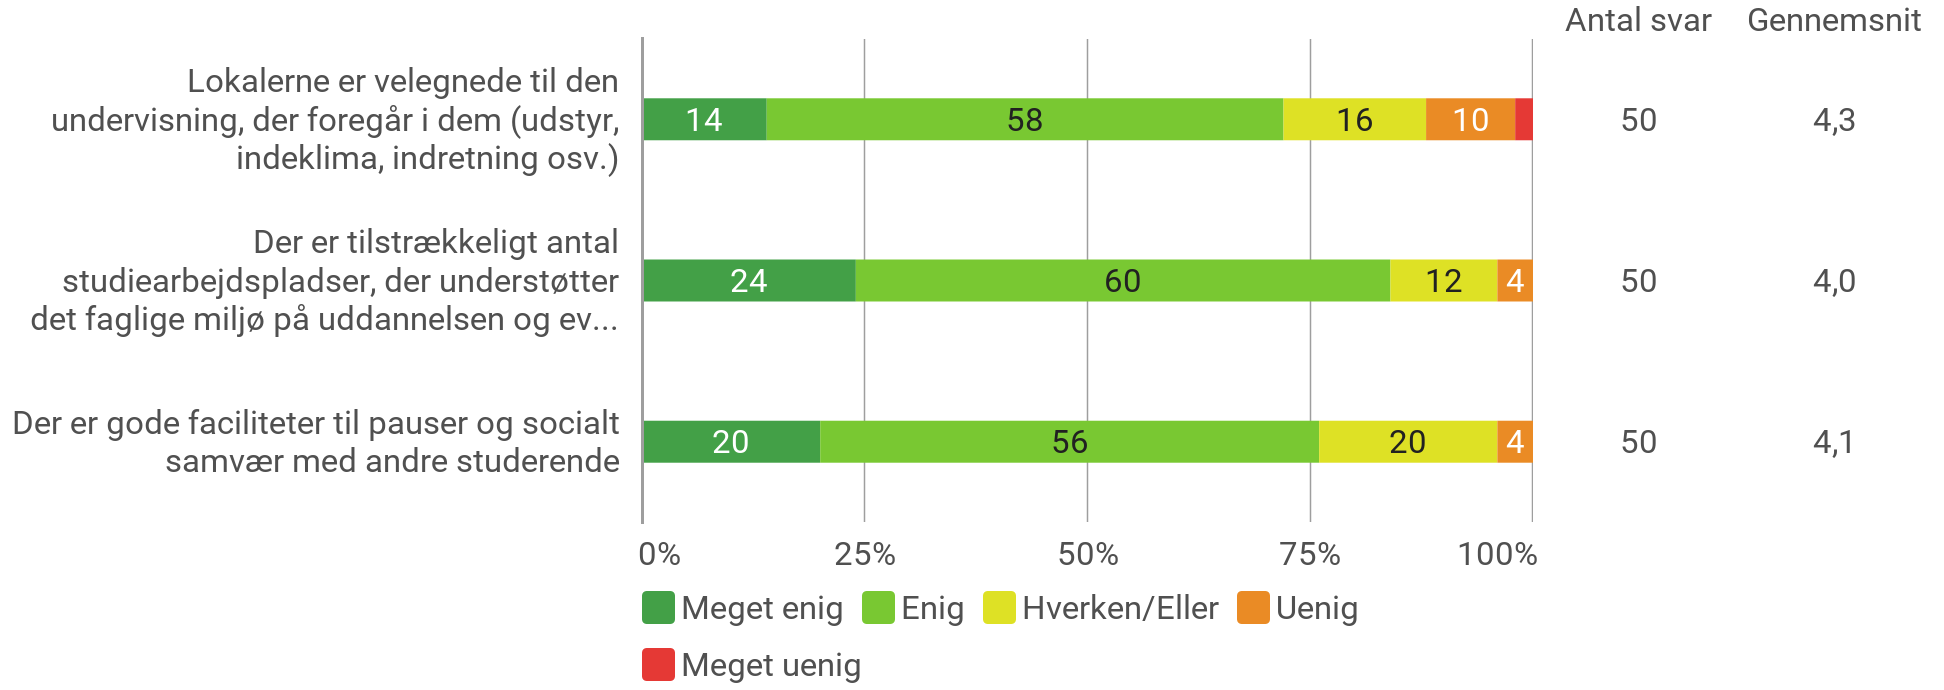 Antal svar Gennemsnit
Lokalerne er velegnede til den
undervisning, der foregår i dem (udstyr,
indeklima, indretning osv.)
14 58 16 10 50 4,3
Der er tilstrækkeligt antal
studiearbejdspladser, der understøtter
det faglige miljø på uddannelsen og ev...
24 60 12 4 50 4,0
Der er gode faciliteter til pauser og socialt
samvær med andre studerende
20 56 20 4 50 4,1
0% 25% 50% 75% 100%
Meget enig Enig Hverken/Eller Uenig
Meget uenig